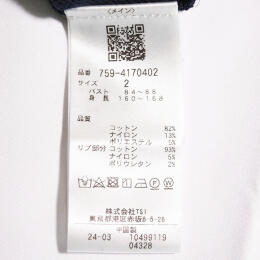 〈メイン〉
品番 759-4170402
サイズ 2
バスト 84-88
身長 160-168
品質
コットン 82%
ナイロン 13%
ポリエステル 5%
リブ部分 コットン 93%
ナイロン 5%
ポリウレタン 2%
株式会社TSI
東京都港区赤坂8-5-26
中国製
24-03 10499119
04328